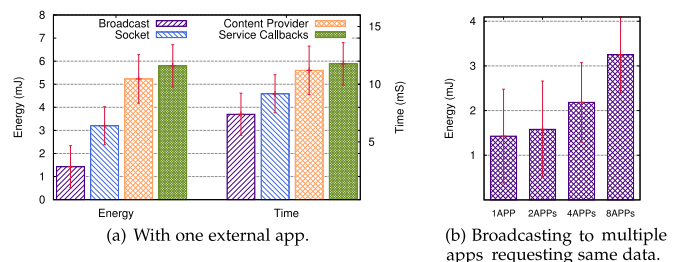 8
7
6
5
4
3
2
1
0
Energy (mJ)
Broadcast
Socket
Content Provider
Service Callbacks
15
10
5
Time (mS)
Energy
Time
(a) With one external app.
4
3
2
1
Energy (mJ)
1APP
2APPs
4APPs
8APPs
(b) Broadcasting to multiple
apps requesting same data.